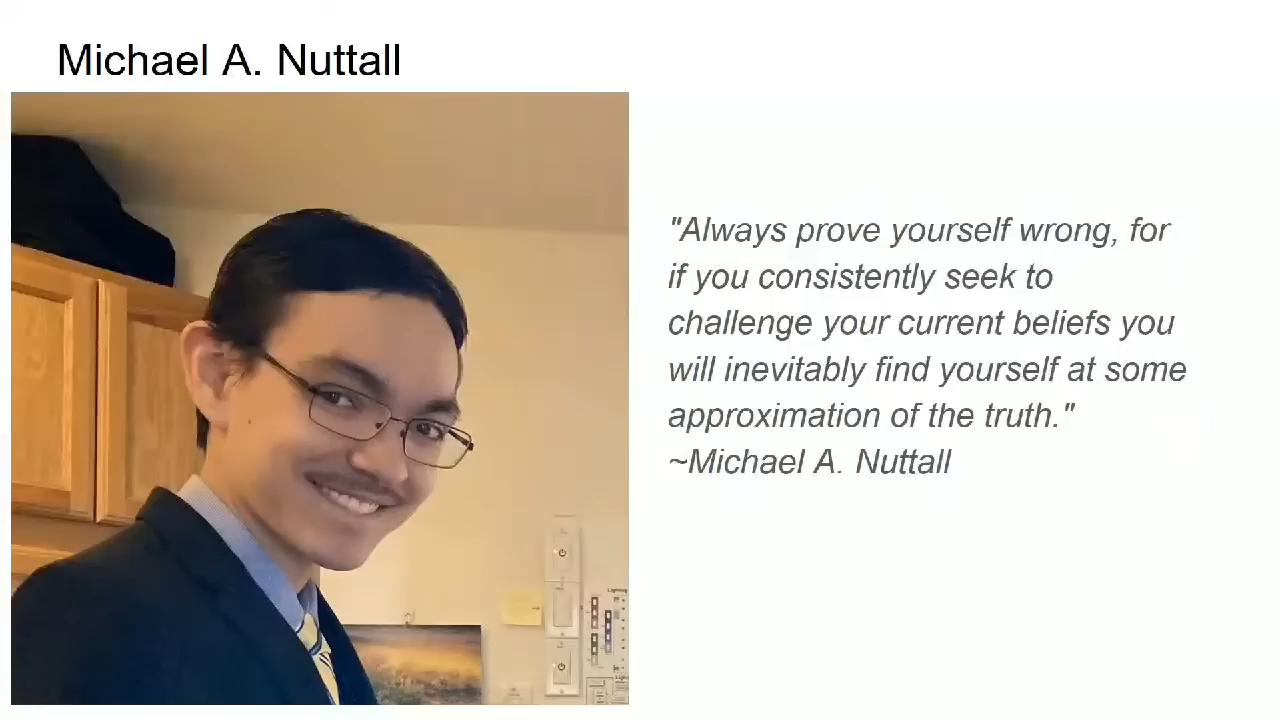 Michael A. Nuttall
"Always prove yourself wrong, for
if you consistently seek to
challenge your current beliefs you
will inevitably find yourself at some
approximation of the truth."
~Michael A. Nuttall
Lighting